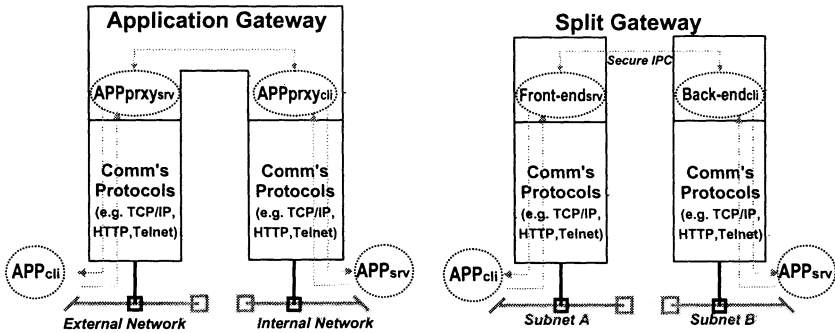 Application Gateway
APPprxysrv
APPprxycli
Comm's
Protocols
(e.g. TCP/IP,
HTTP,Telnet)
Comm's
Protocols
(e.g. TCP/IP,
HTTP,Telnet)
APPcli
APPsrv
External Network
Internal Network
Split Gateway
Secure IPC
Front-endsrv
Back-endcli
Comm's
Protocols
(e.g. TCP/IP,
HTTP,Telnet)
Comm's
Protocols
(e.g. TCP/IP,
HTTP,Telnet)
APPcli
APPsrv
Subnet A
Subnet B